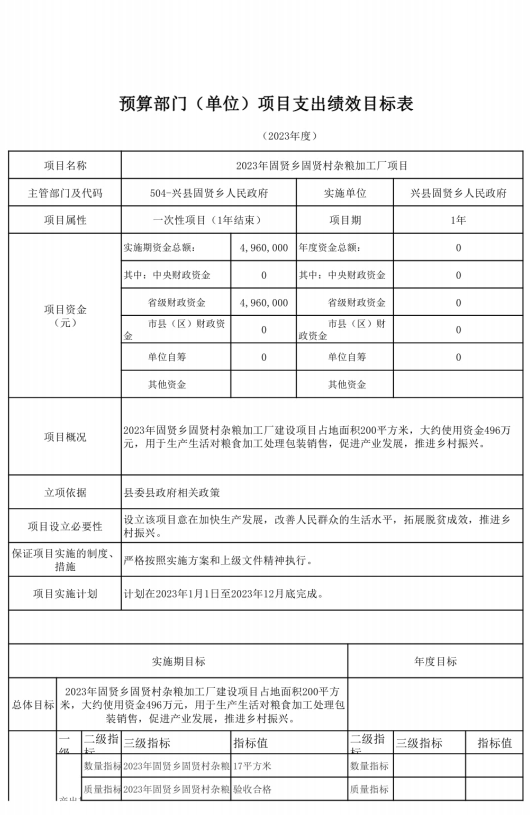 预算部门（单位）项目支出绩效目标表
（2023年度）
项目名称 2023年固贤乡固贤村杂粮加工厂项目
主管部门及代码 504-兴县固贤乡人民政府 实施单位 兴县固贤乡人民政府
项目属性 一次性项目（1年结束） 项目期 1年
项目资金
（元）
实施期资金总额: 4,960,000 年度资金总额: 0
其中: 中央财政资金 0 其中: 中央财政资金 0
省级财政资金 4,960,000 省级财政资金 0
市县（区）财政资
金 0 市县（区）财
政资金 0
单位自筹 0 单位自筹 0
其他资金 其他资金
项目概况
2023年固贤乡固贤村杂粮加工厂建设项目占地面积200平方米，大约使用资金496万
元，用于生产生活对粮食加工处理包装销售，促进产业发展，推进乡村振兴。
立项依据 县委县政府相关政策
项目设立必要性
设立该项目意在加快生产发展，改善人民群众的生活水平，拓展脱贫成效，推进乡
村振兴。
保证项目实施的制度、
措施
严格按照实施方案和上级文件精神执行。
项目实施计划 计划在2023年1月1日至2023年12月底完成。
实施期目标 年度目标
总体目标
2023年固贤乡固贤村杂粮加工厂建设项目占地面积200平方
米，大约使用资金496万元，用于生产生活对粮食加工处理包
装销售，促进产业发展，推进乡村振兴。
一级 二级指标 三级指标 指标值 二级指标 三级指标 指标值
数量指标 2023年固贤乡固贤村杂粮 17平方米 数量指标
质量指标 2023年固贤乡固贤村杂粮 验收合格 质量指标